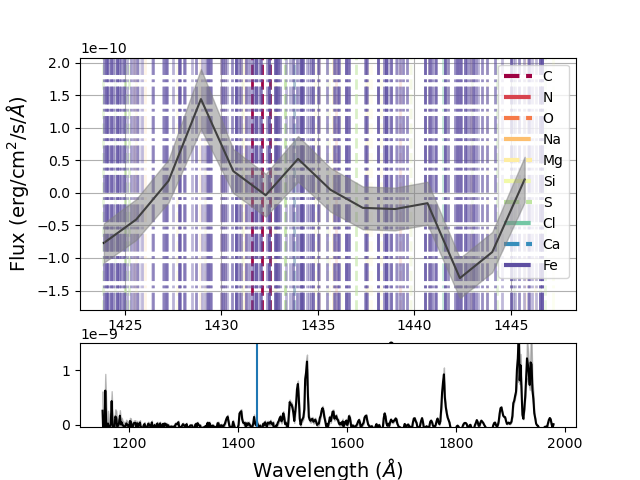 1e−10
2.0
1.5
1.0
0.5
0.0
−0.5
−1.0
−1.5
Flux (erg/cm²/s/Å)
C
N
O
Na
Mg
Si
S
Cl
Ca
Fe
1425 1430 1435 1440 1445
1e−9
1
0
1200 1400 1600 1800 2000
Wavelength (Å)